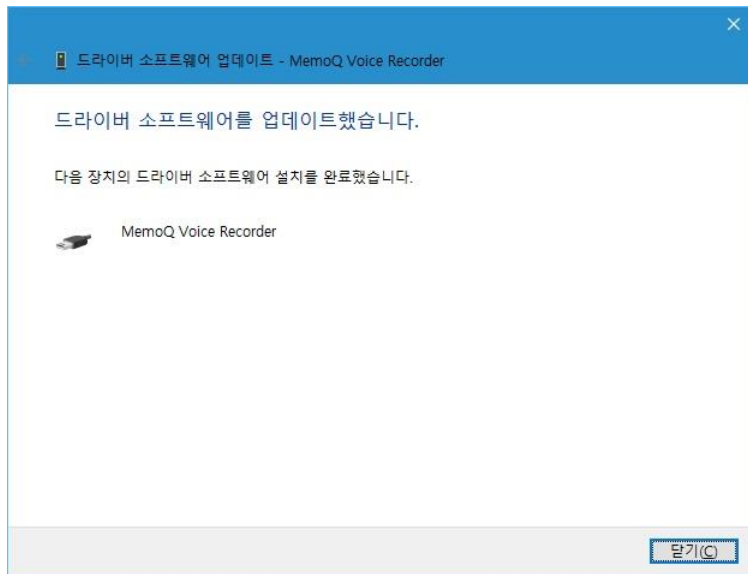 드라이버 소프트웨어 업데이트 - MemoQ Voice Recorder
드라이버 소프트웨어를 업데이트했습니다.
다음 장치의 드라이버 소프트웨어 설치를 완료했습니다.
MemoQ Voice Recorder
닫기(C)